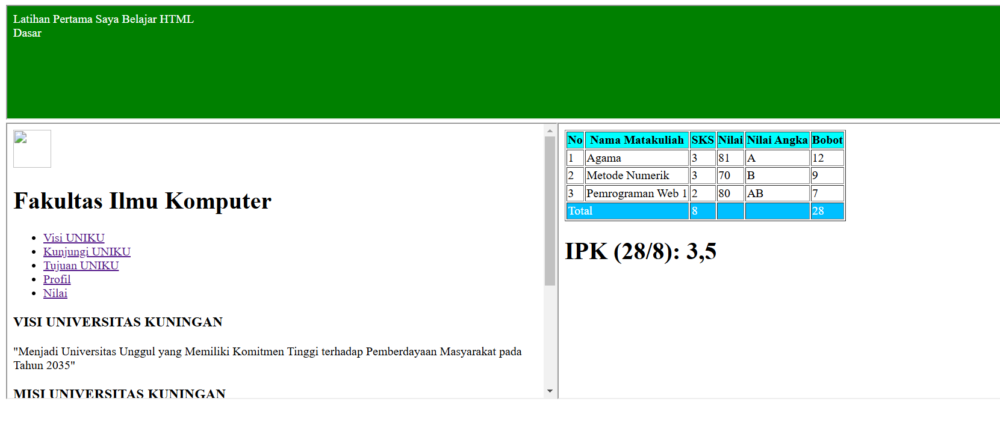 Latihan Pertama Saya Belajar HTML
Dasar
Fakultas Ilmu Komputer
Visi UNIKU
Kunjungi UNIKU
Tujuan UNIKU
Profil
Nilai
VISI UNIVERSITAS KUNINGAN
"Menjadi Universitas Unggul yang Memiliki Komitmen Tinggi terhadap Pemberdayaan Masyarakat pada
Tahun 2035"
MISI UNIVERSITAS KUNINGAN
No Nama Matakuliah SKS Nilai Nilai Angka Bobot
1 Agama 3 81 A 12
2 Metode Numerik 3 70 B 9
3 Pemrograman Web 1 2 80 AB 7
Total 8 28
IPK (28/8): 3,5